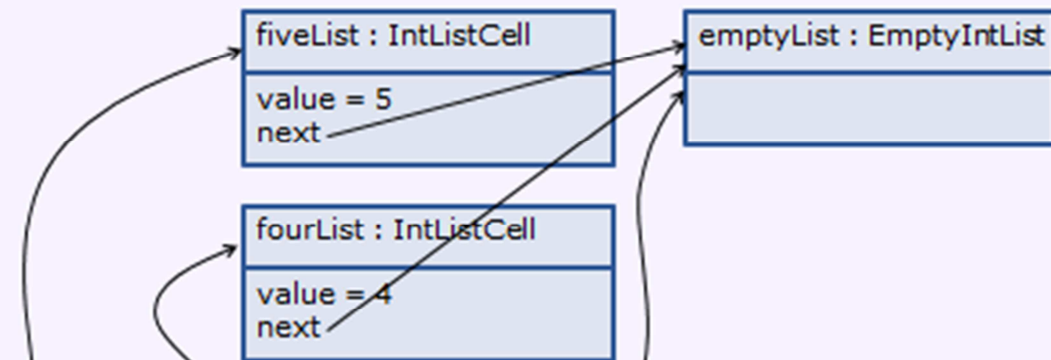 fiveList : IntListCell
value = 5
next
emptyList : EmptyIntList
fourList : IntListCell
value = 4
next